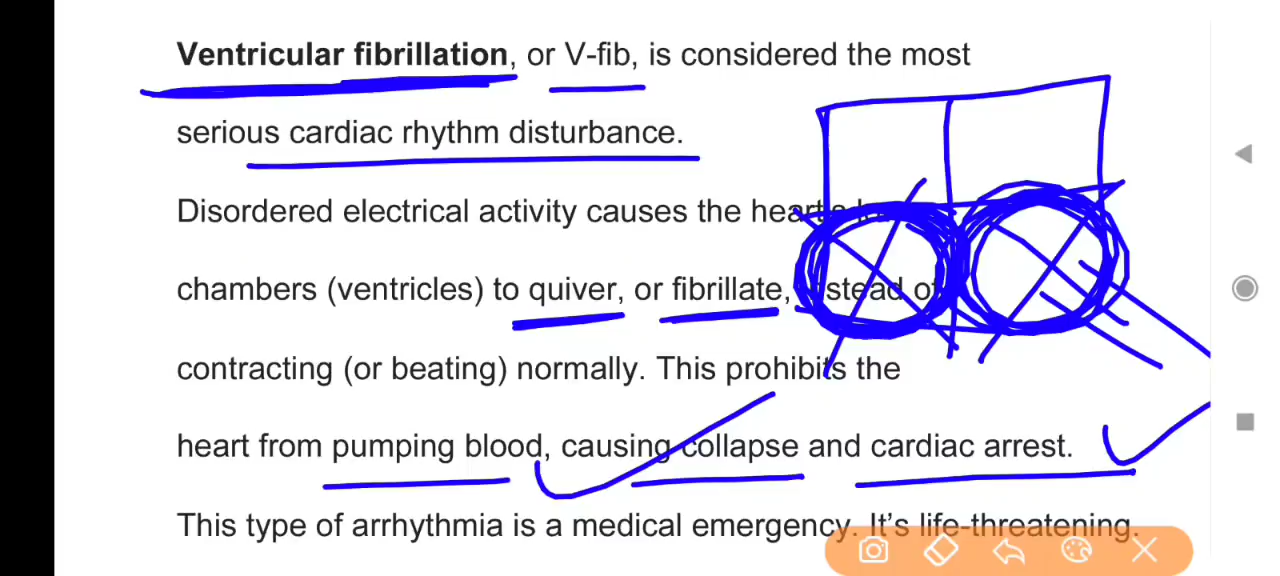 Ventricular fibrillation, or V-fib, is considered the most
serious cardiac rhythm disturbance.
Disordered electrical activity causes the heart's
chambers (ventricles) to quiver, or fibrillate, instead of
contracting (or beating) normally. This prohibits the
heart from pumping blood, causing collapse and cardiac arrest.
This type of arrhythmia is a medical emergency. It's life-threatening.